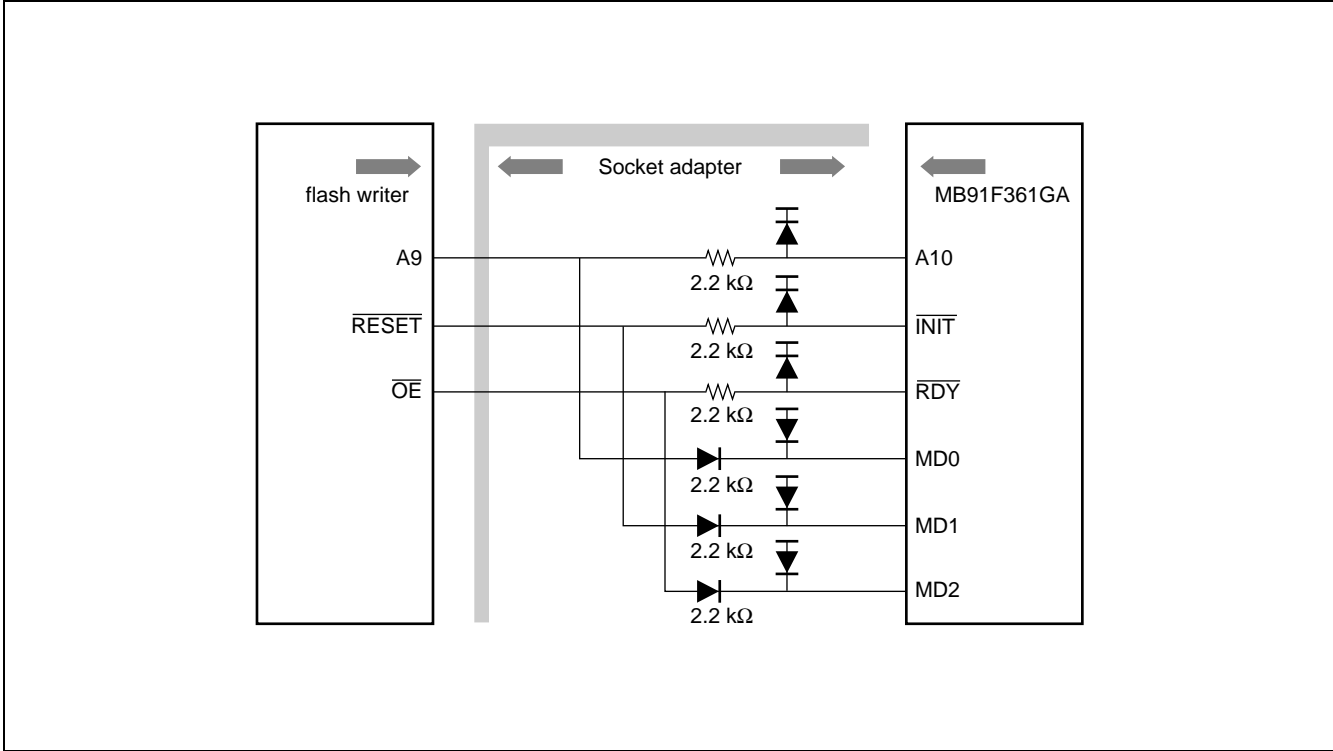 Socket adapter
flash writer
MB91F361GA
A9
A10
2.2 kΩ
RESET
INIT
2.2 kΩ
OE
RDY
2.2 kΩ
MD0
2.2 kΩ
MD1
2.2 kΩ
MD2
2.2 kΩ